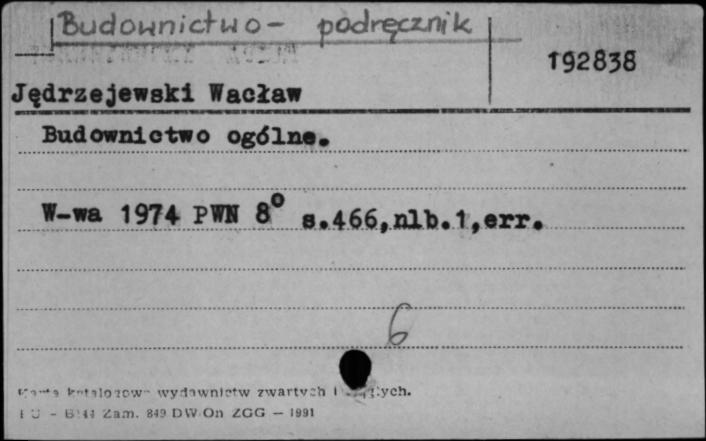 Budownictwo - podręcznik
192838
Jędrzejewski Wacław
Budownictwo ogólne.
W-wa 1974 PWN 8° s.466,nlb.1,err.
6
wydawnictw zwartych i ciągłych.
Zam. 849 DW On ZGG — 1991